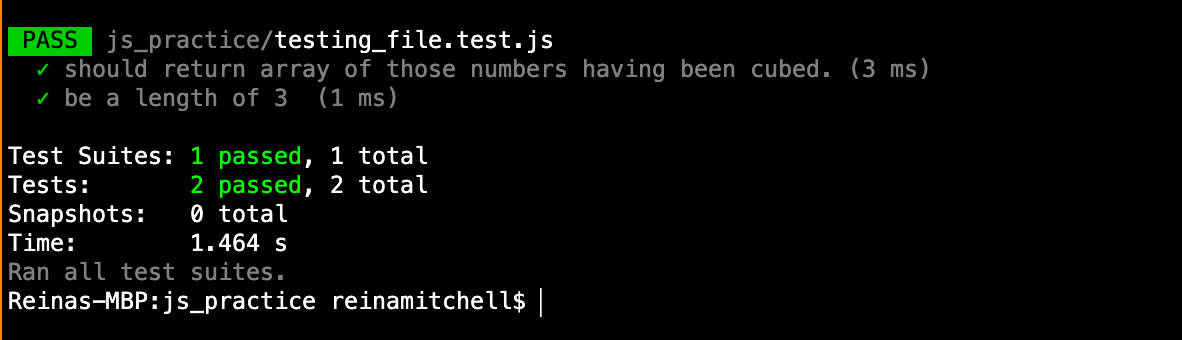 PASS js_practice/testing_file.test.js
✓ should return array of those numbers having been cubed. (3 ms)
✓ be a length of 3 (1 ms)
Test Suites: 1 passed, 1 total
Tests: 2 passed, 2 total
Snapshots: 0 total
Time: 1.464 s
Ran all test suites.
Reinas-MBP:js_practice reinamitchell$